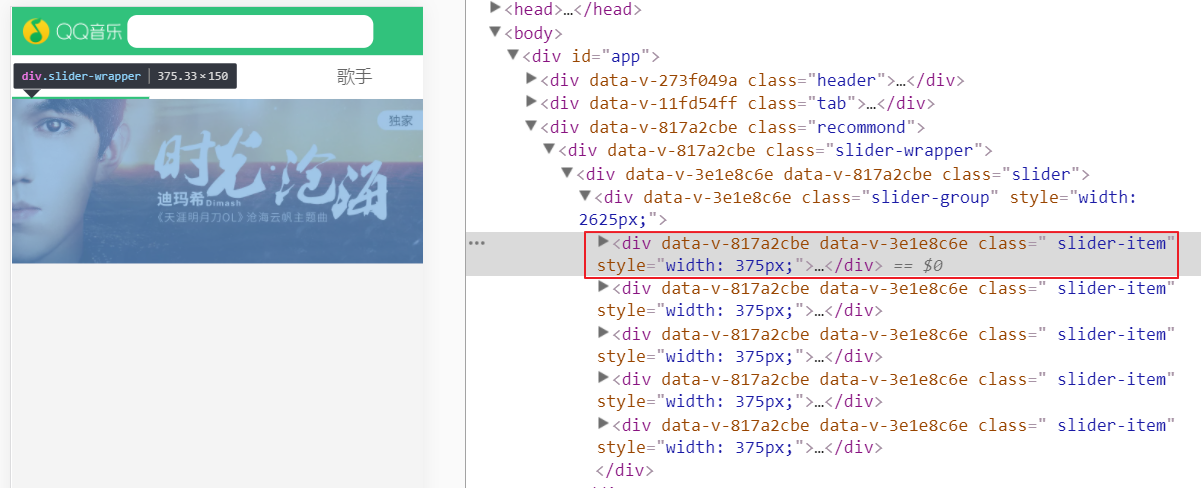 QQ音乐
div.slider-wrapper 375.33×150
歌手
独家
时光·沧海
迪玛希Dimash
《天涯明月刀OL》沧海云帆主题曲
<head>…</head>
<body>
<div id="app">
<div data-v-273f049a class="header">…</div>
<div data-v-11fd54ff class="tab">…</div>
<div data-v-817a2cbe class="recommond">
<div data-v-817a2cbe class="slider-wrapper">
<div data-v-3e1e8c6e data-v-817a2cbe class="slider">
<div data-v-3e1e8c6e class="slider-group" style="width:
2625px;">
<div data-v-817a2cbe data-v-3e1e8c6e class=" slider-item"
style="width: 375px;">…</div> == $0
<div data-v-817a2cbe data-v-3e1e8c6e class=" slider-item"
style="width: 375px;">…</div>
<div data-v-817a2cbe data-v-3e1e8c6e class=" slider-item"
style="width: 375px;">…</div>
<div data-v-817a2cbe data-v-3e1e8c6e class=" slider-item"
style="width: 375px;">…</div>
<div data-v-817a2cbe data-v-3e1e8c6e class=" slider-item"
style="width: 375px;">…</div>
</div>